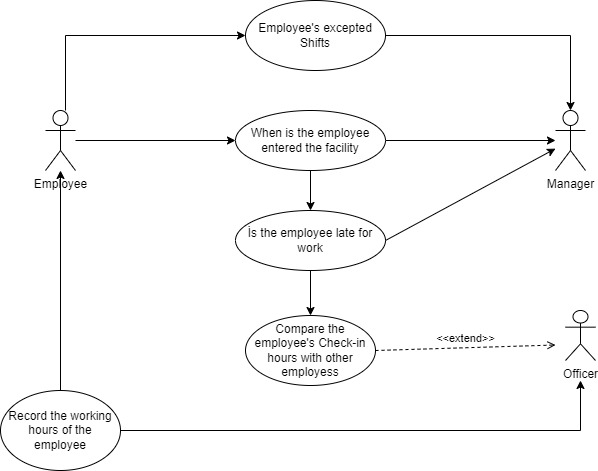 Employee's excepted
Shifts
When is the employee
entered the facility
Employee
Manager
İs the employee late for
work
Compare the
employee's Check-in
hours with other
employess
<<extend>>
Officer
Record the working
hours of the
employee